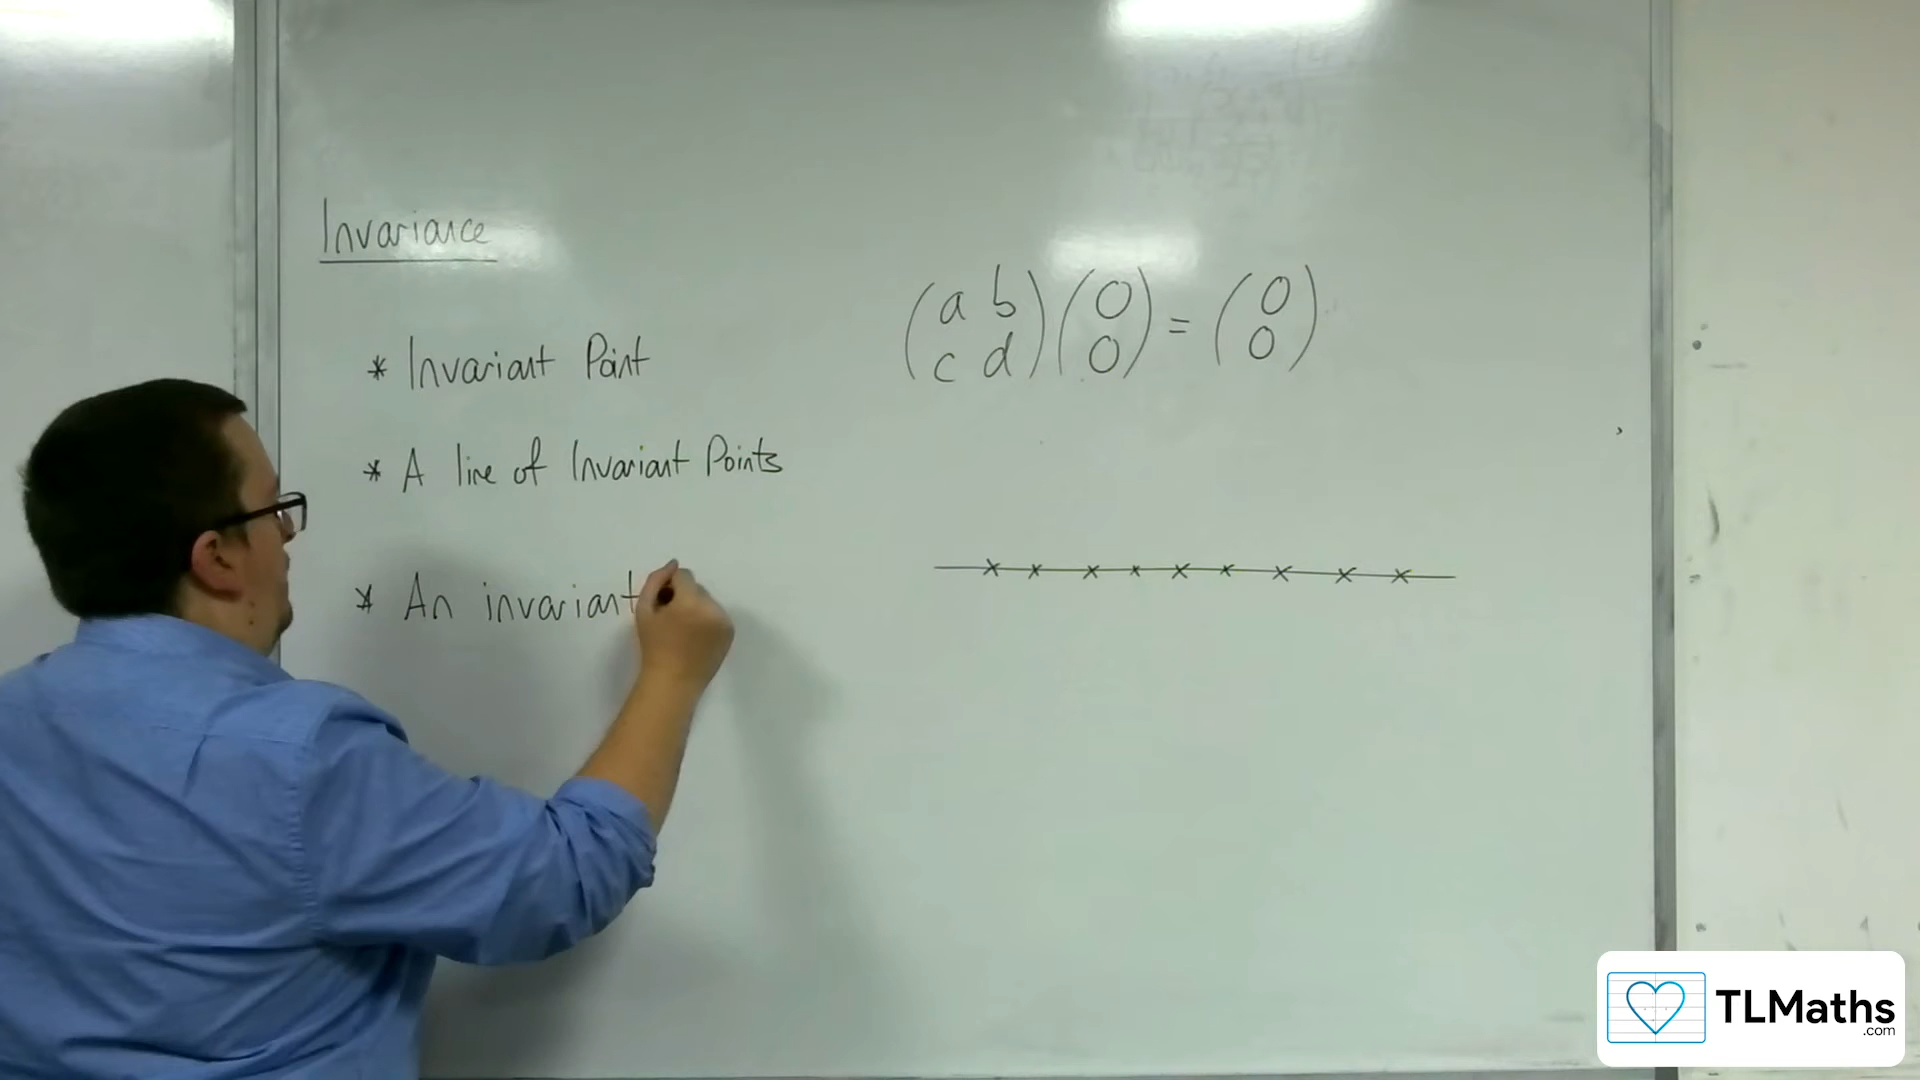 Invariance
* Invariant Point
* A line of Invariant Points
* An invariant
(a b) (0) = (0)
(c d) (0) (0)
TLMaths
.com